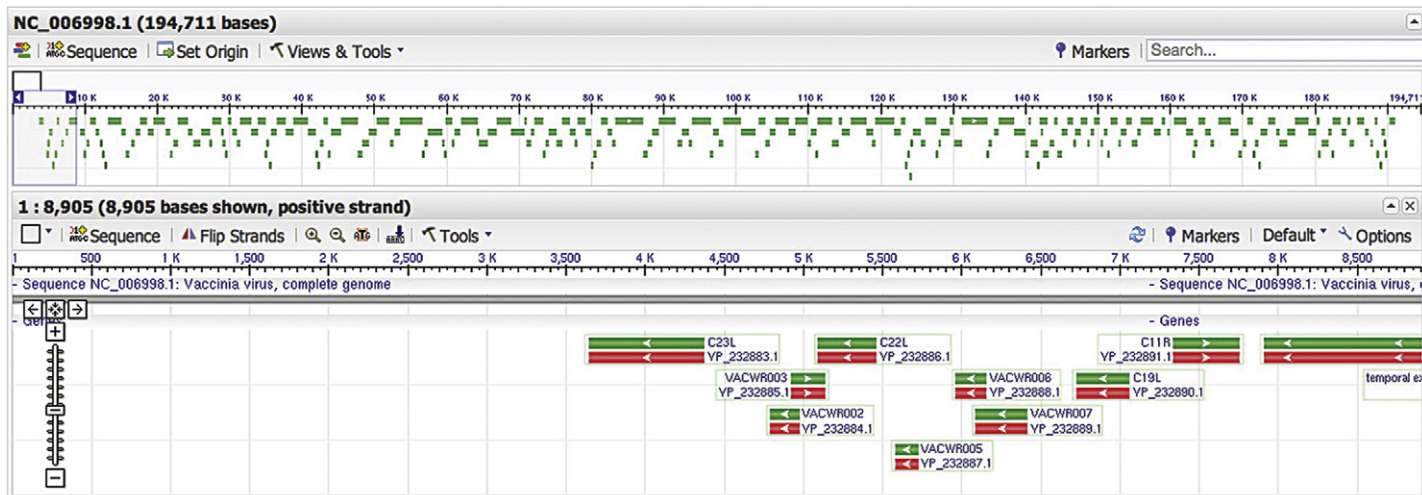 NC_006998.1 (194,711 bases)
Sequence Set Origin Views & Tools Markers Search...
10 K 20 K 30 K 40 K 50 K 60 K 70 K 80 K 90 K 100 K 110 K 120 K 130 K 140 K 150 K 160 K 170 K 180 K 194,711
1 : 8,905 (8,905 bases shown, positive strand)
Sequence Flip Strands Tools Markers Default Options
1 500 1 K 1,500 2 K 2,500 3 K 3,500 4 K 4,500 5 K 5,500 6 K 6,500 7 K 7,500 8 K 8,500
- Sequence NC_006998.1: Vaccinia virus, complete genome - Sequence NC_006998.1: Vaccinia virus,
- Genes - Genes
C23L C22L C11R
YP_232883.1 YP_232886.1 YP_232891.1
VACWR003 VACWR006 C19L temporal
YP_232885.1 YP_232888.1 YP_232890.1
VACWR002 VACWR007
YP_232884.1 YP_232889.1
VACWR005
YP_232887.1